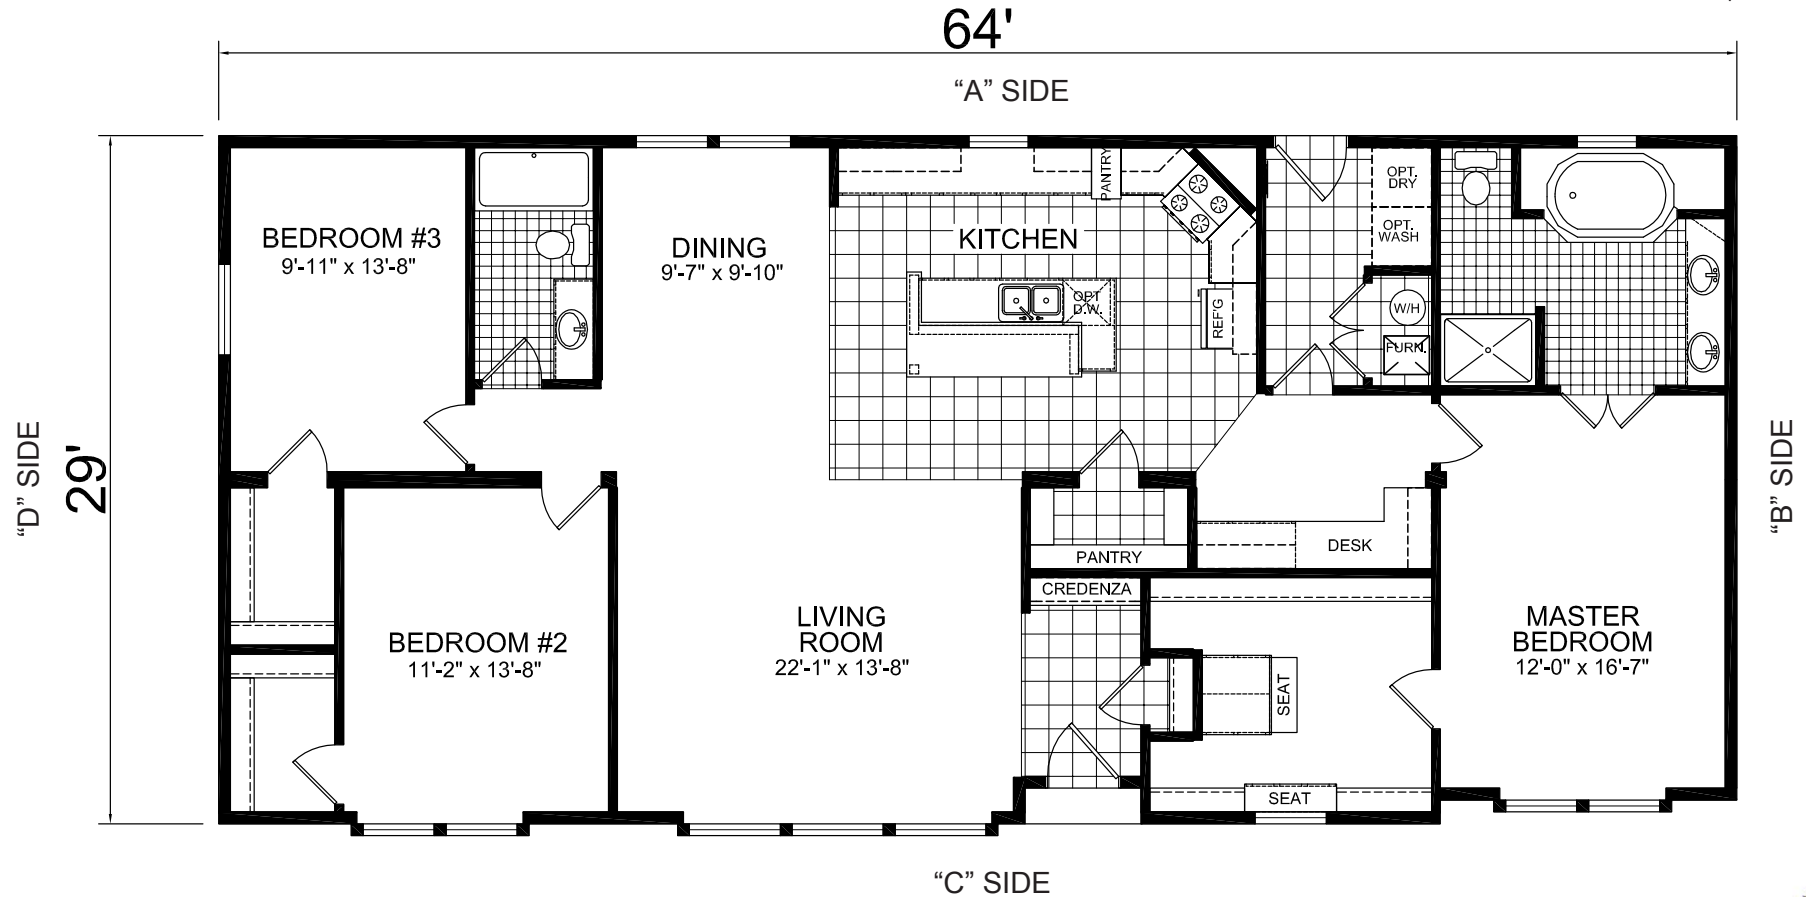 64'
“A” SIDE
“D” SIDE
29'
“B” SIDE
“C” SIDE
BEDROOM #3
9'-11" x 13'-8"
DINING
9'-7" x 9'-10"
KITCHEN
PANTRY
OPT
D.W.
REF'G
OPT.
DRY
OPT.
WASH
W/H
FURN.
PANTRY
DESK
CREDENZA
BEDROOM #2
11'-2" x 13'-8"
LIVING
ROOM
22'-1" x 13'-8"
SEAT
SEAT
MASTER
BEDROOM
12'-0" x 16'-7"